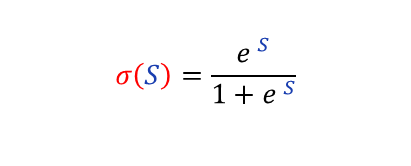 σ(S) = e^S / (1 + e^S)